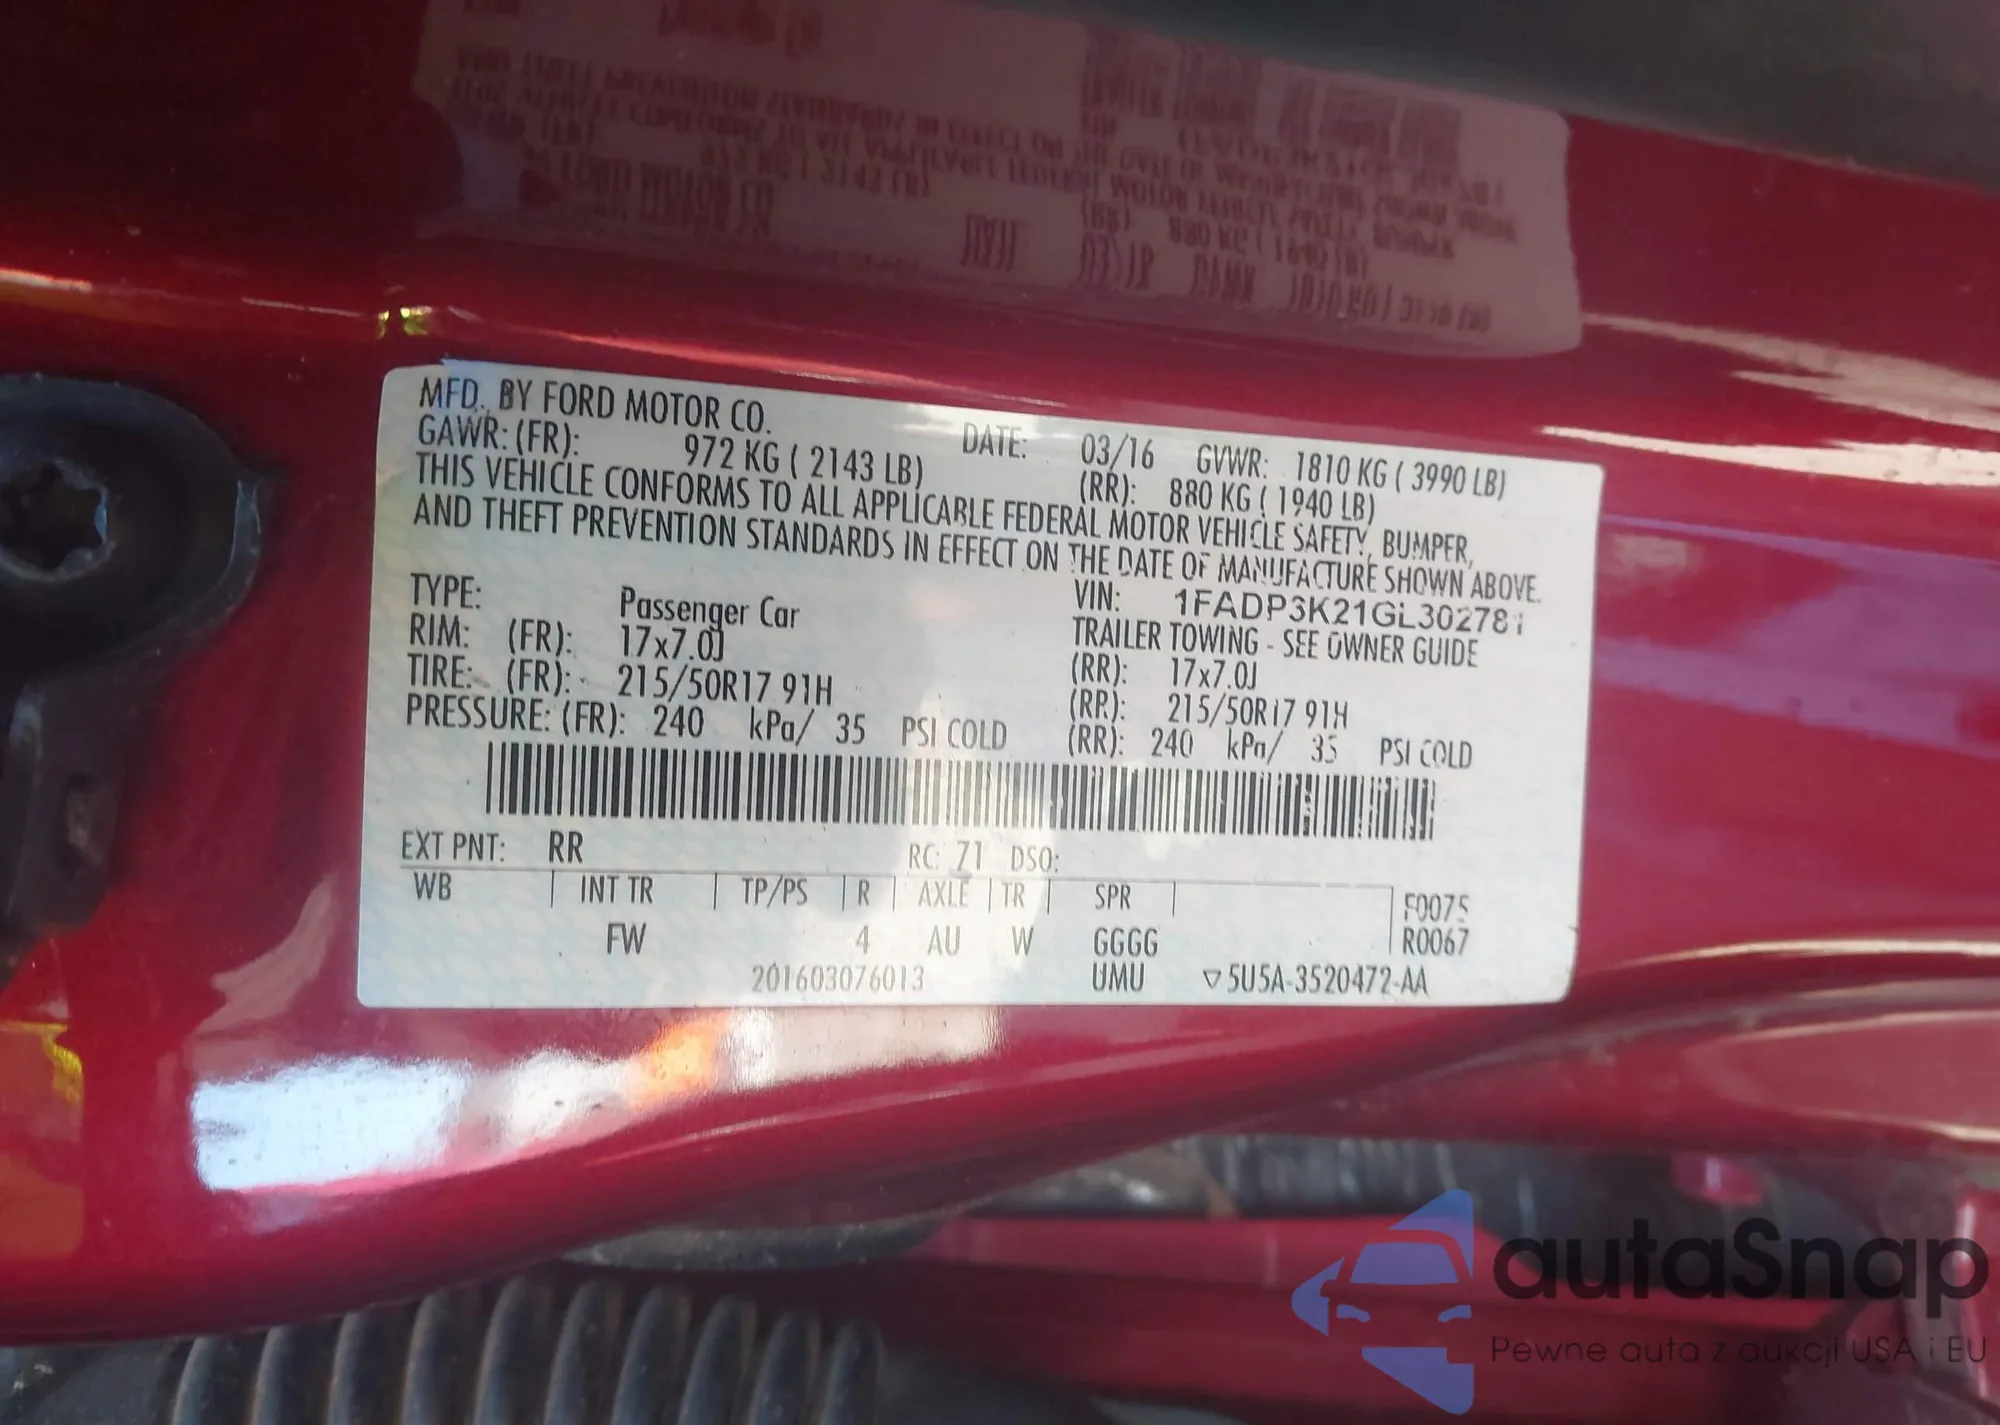 MFD. BY FORD MOTOR CO.
DATE: 03/16 GVWR: 1810 KG ( 3990 LB)
GAWR: (FR): 972 KG ( 2143 LB) (RR): 880 KG ( 1940 LB)
THIS VEHICLE CONFORMS TO ALL APPLICABLE FEDERAL MOTOR VEHICLE SAFETY, BUMPER,
AND THEFT PREVENTION STANDARDS IN EFFECT ON THE DATE OF MANUFACTURE SHOWN ABOVE.
VIN: 1FADP3K21GL302781
TYPE: Passenger Car TRAILER TOWING - SEE OWNER GUIDE
RIM: (FR): 17x7.0J (RR): 17x7.0J
TIRE: (FR): 215/50R17 91H (RR): 215/50R17 91H
PRESSURE: (FR): 240 kPa/ 35 PSI COLD (RR): 240 kPa/ 35 PSI COLD
EXT PNT: RR RC: 71 DSO:
WB INT TR TP/PS R AXLE TR SPR F0075
FW 4 AU W GGGG R0067
201603076013 UMU ▽5U5A-3520472-AA
autaSnap
Pewne auta z aukcji USA i EU